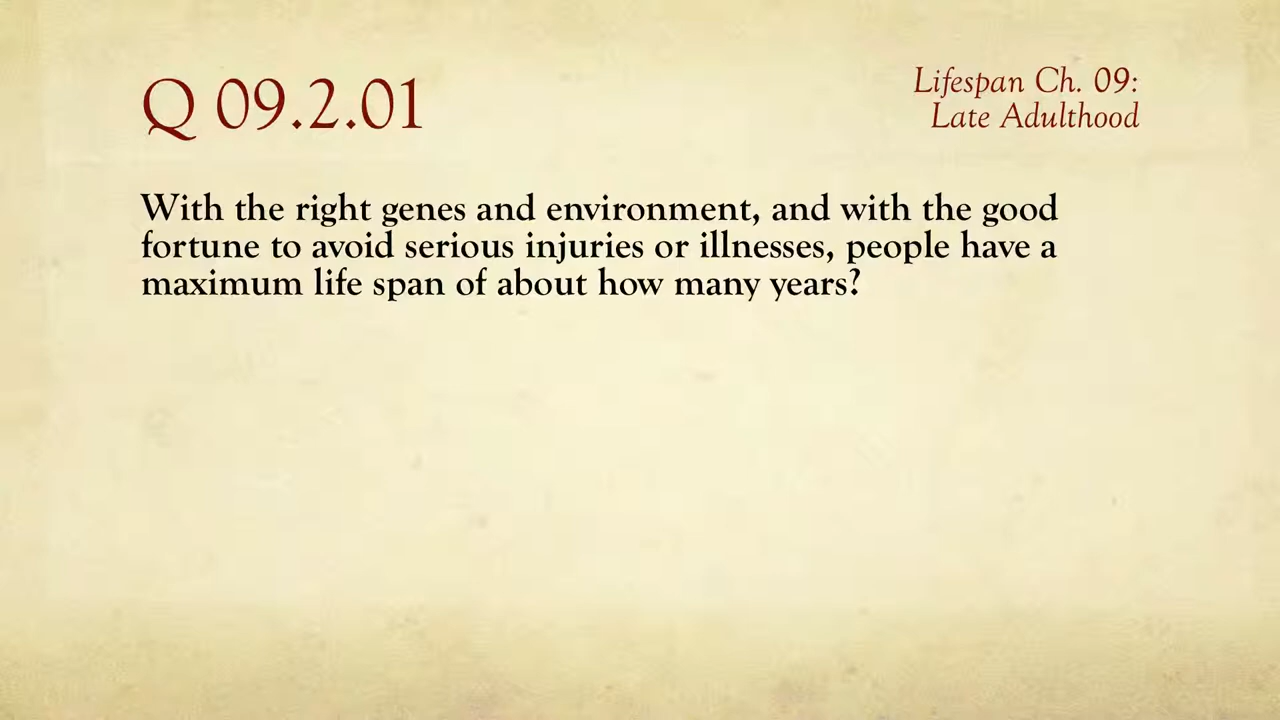 Q 09.2.01
Lifespan Ch. 09:
Late Adulthood
With the right genes and environment, and with the good
fortune to avoid serious injuries or illnesses, people have a
maximum life span of about how many years?